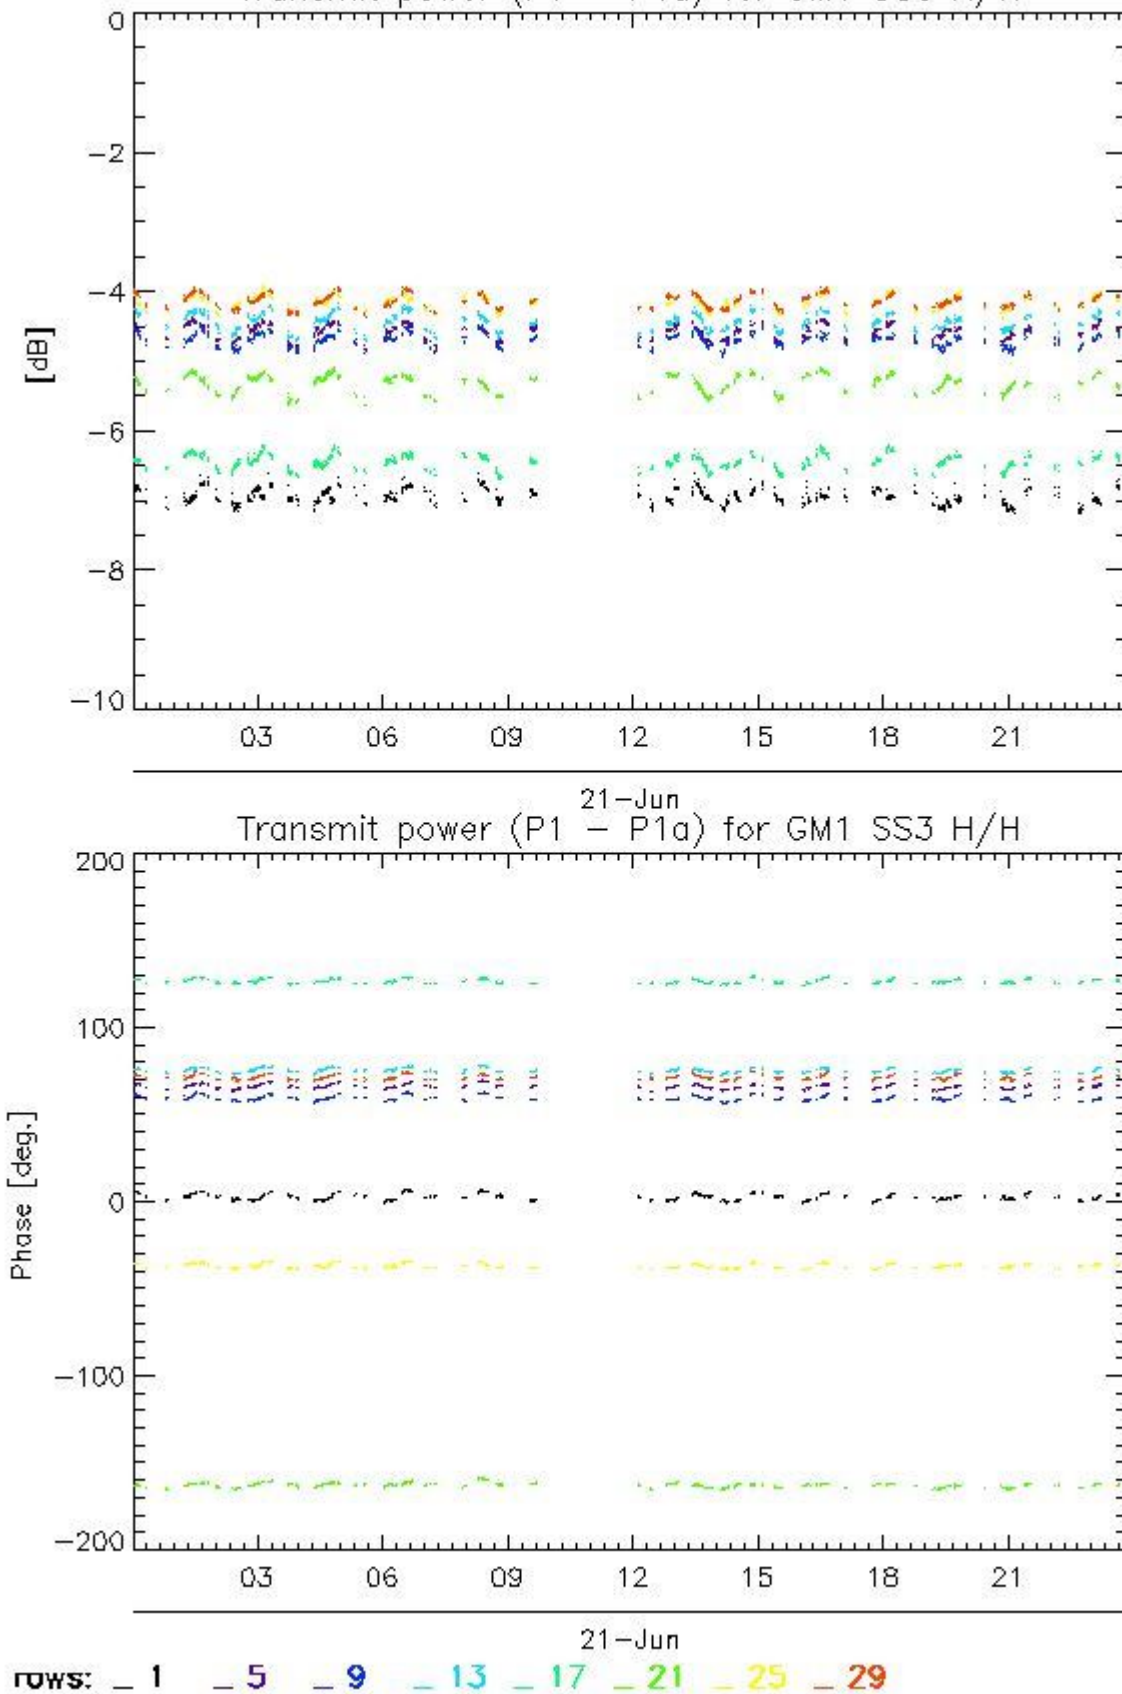 0
−2
−4
[dB]
−6
−8
−10
03 06 09 12 15 18 21
21−Jun
Transmit power (P1 − P1a) for GM1 SS3 H/H
200
100
Phase [deg.]
0
−100
−200
03 06 09 12 15 18 21
21−Jun
rows: _ 1 _ 5 _ 9 _ 13 _ 17 _ 21 _ 25 _ 29